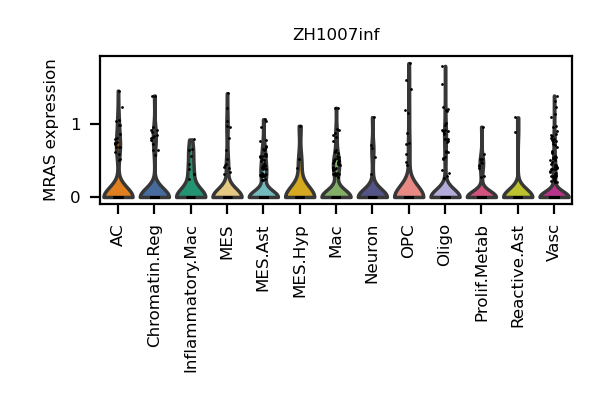 ZH1007inf
MRAS expression
1
0
AC
Chromatin.Reg
Inflammatory.Mac
MES
MES.Ast
MES.Hyp
Mac
Neuron
OPC
Oligo
Prolif.Metab
Reactive.Ast
Vasc